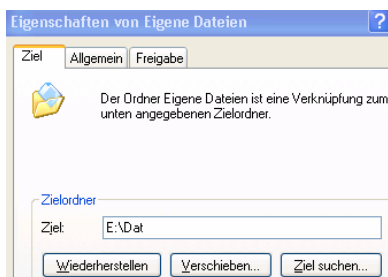 Eigenschaften von Eigene Dateien ?
Ziel Allgemein Freigabe
Der Ordner Eigene Dateien ist eine Verknüpfung zum
unten angegebenen Zielordner.
Zielordner
Ziel: E:\Dat
Wiederherstellen Verschieben... Ziel suchen...